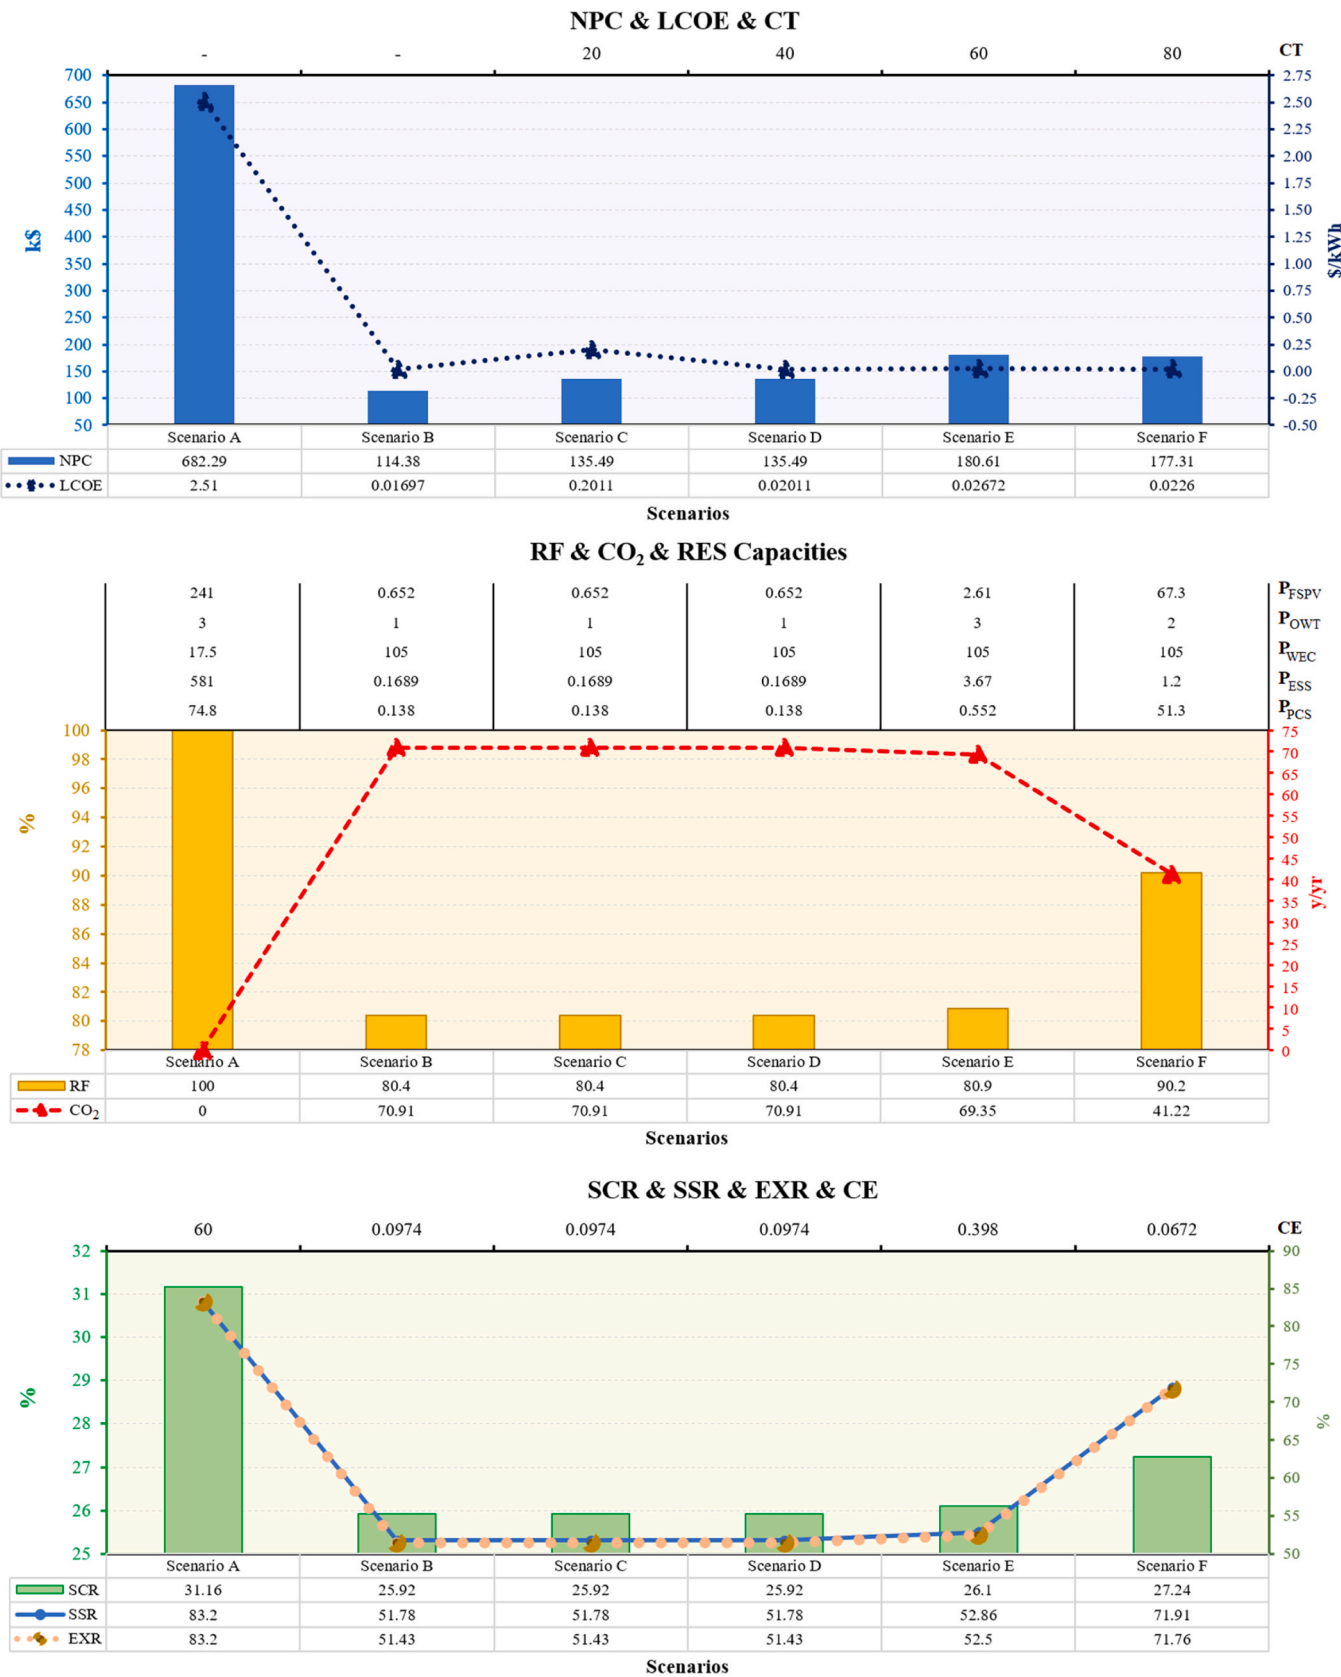 NPC & LCOE & CT
- - 20 40 60 80 CT
700 2.75
650 2.50
600 2.25
550 2.00
500 1.75
450 1.50
400 1.25
350 1.00
300 0.75
250 0.50
200 0.25
150 0.00
100 -0.25
50 -0.50
k$
$/kWh
Scenario A Scenario B Scenario C Scenario D Scenario E Scenario F
NPC 682.29 114.38 135.49 135.49 180.61 177.31
LCOE 2.51 0.01697 0.2011 0.02011 0.02672 0.0226
Scenarios
RF & CO2 & RES Capacities
241 0.652 0.652 0.652 2.61 67.3 PFSPV
3 1 1 1 3 2 POWT
17.5 105 105 105 105 105 PWEC
581 0.1689 0.1689 0.1689 3.67 1.2 PESS
74.8 0.138 0.138 0.138 0.552 51.3 PPCS
100
98
96
94
92
90
88
86
84
82
80
78
%
75
70
65
60
55
50
45
40
35
30
25
20
15
10
5
0
y/yr
Scenario A Scenario B Scenario C Scenario D Scenario E Scenario F
RF 100 80.4 80.4 80.4 80.9 90.2
CO2 0 70.91 70.91 70.91 69.35 41.22
Scenarios
SCR & SSR & EXR & CE
60 0.0974 0.0974 0.0974 0.398 0.0672 CE
32
31
30
29
28
27
26
25
%
90
85
80
75
70
65
60
55
50
%
Scenario A Scenario B Scenario C Scenario D Scenario E Scenario F
SCR 31.16 25.92 25.92 25.92 26.1 27.24
SSR 83.2 51.78 51.78 51.78 52.86 71.91
EXR 83.2 51.43 51.43 51.43 52.5 71.76
Scenarios